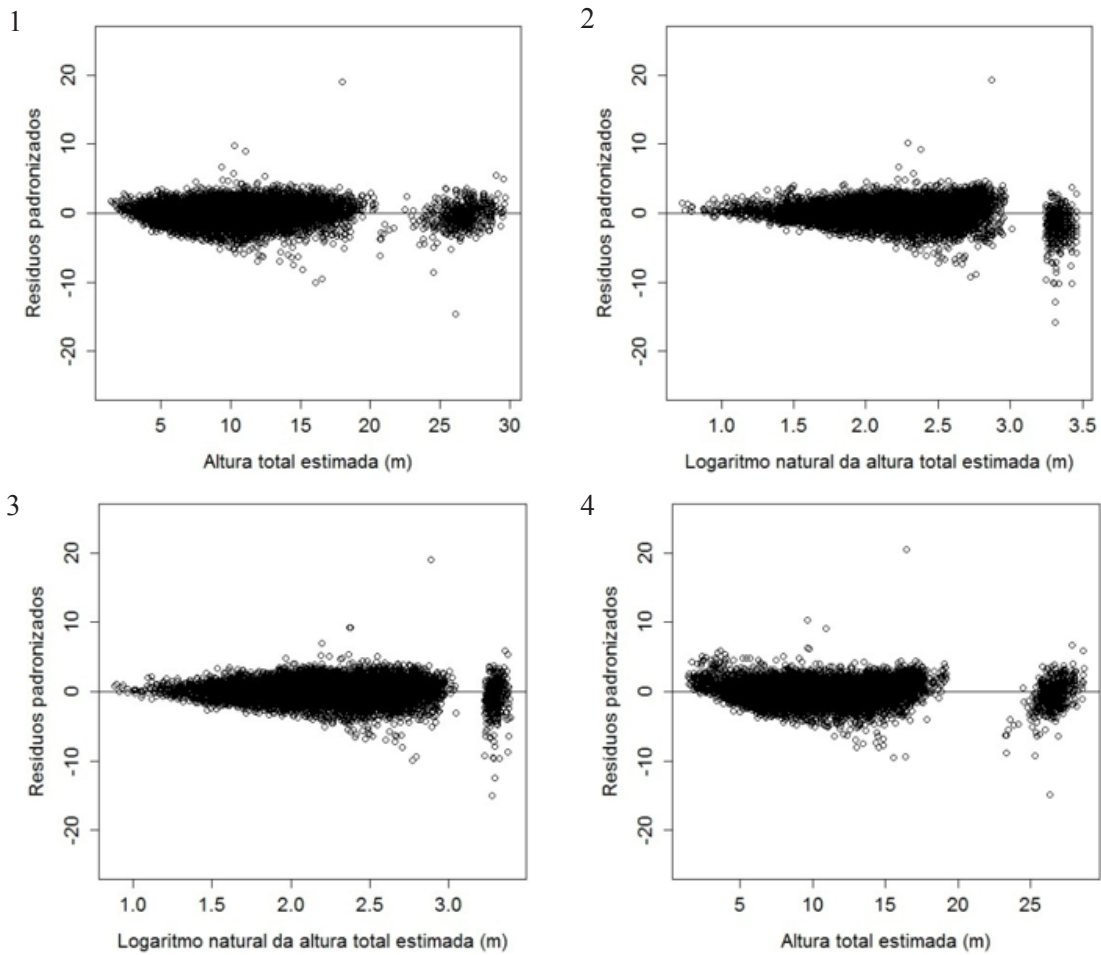 1
20
10
0
-10
-20
Resíduos padronizados
5 10 15 20 25 30
Altura total estimada (m)
2
20
10
0
-10
-20
Resíduos padronizados
1.0 1.5 2.0 2.5 3.0 3.5
Logaritmo natural da altura total estimada (m)
3
20
10
0
-10
-20
Resíduos padronizados
1.0 1.5 2.0 2.5 3.0
Logaritmo natural da altura total estimada (m)
4
20
10
0
-10
-20
Resíduos padronizados
5 10 15 20 25
Altura total estimada (m)